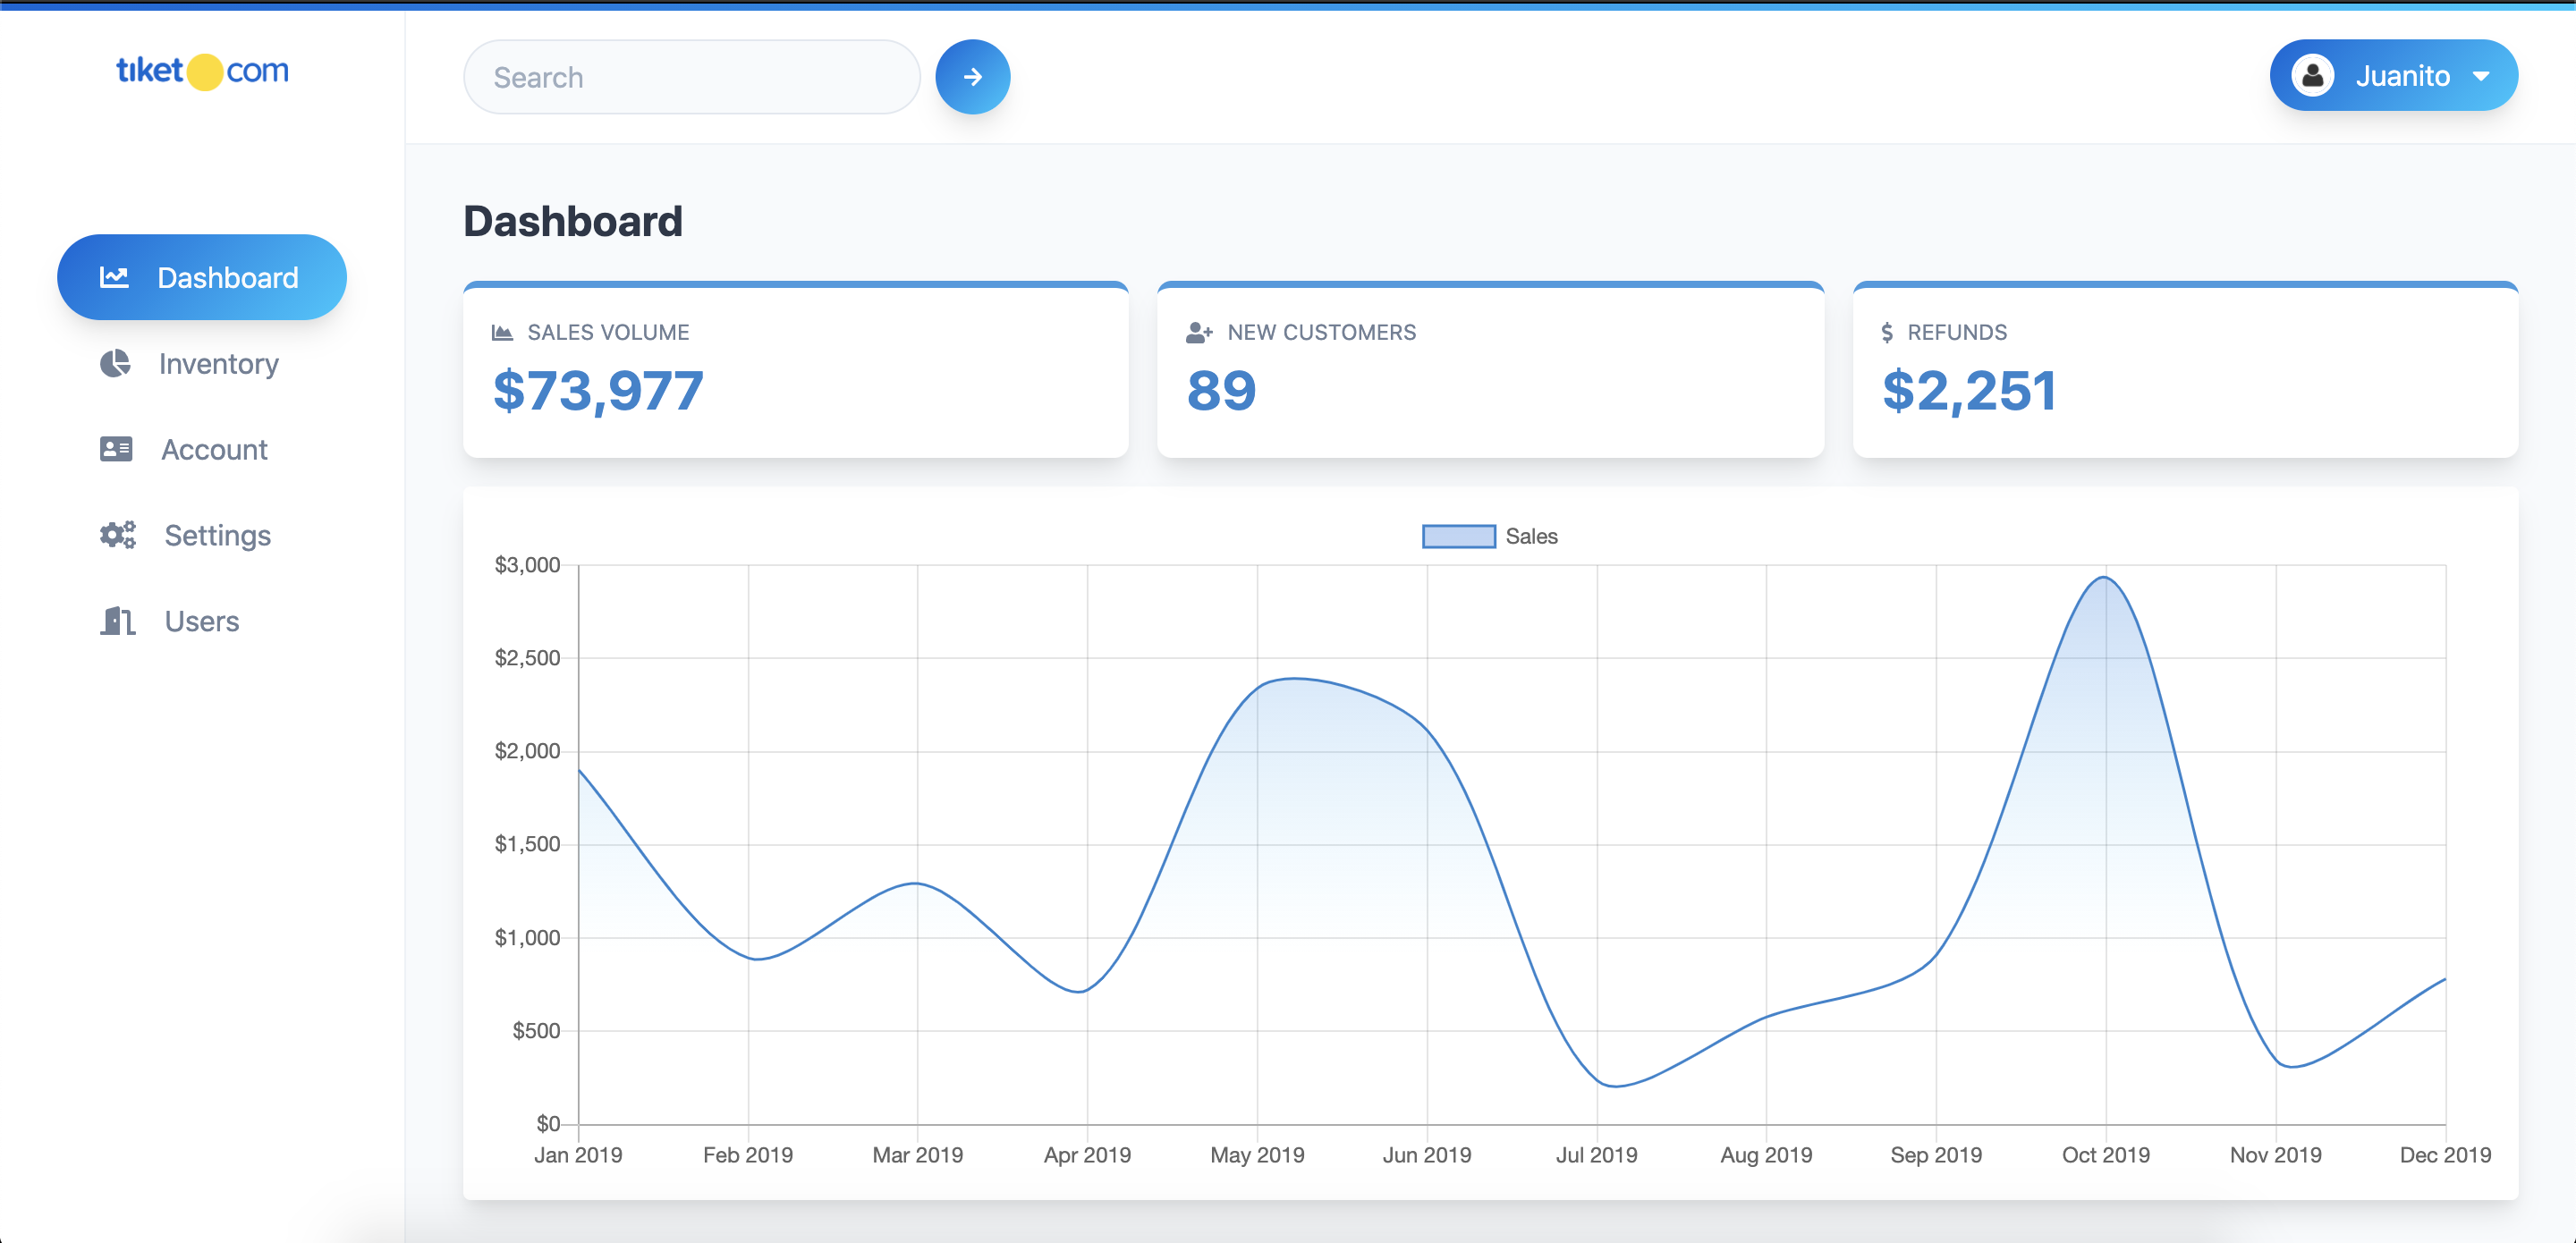 tiket com
Search
Juanito
Dashboard
Inventory
Account
Settings
Users
Dashboard
SALES VOLUME
$73,977
NEW CUSTOMERS
89
REFUNDS
$2,251
Sales
$3,000
$2,500
$2,000
$1,500
$1,000
$500
$0
Jan 2019 Feb 2019 Mar 2019 Apr 2019 May 2019 Jun 2019 Jul 2019 Aug 2019 Sep 2019 Oct 2019 Nov 2019 Dec 2019